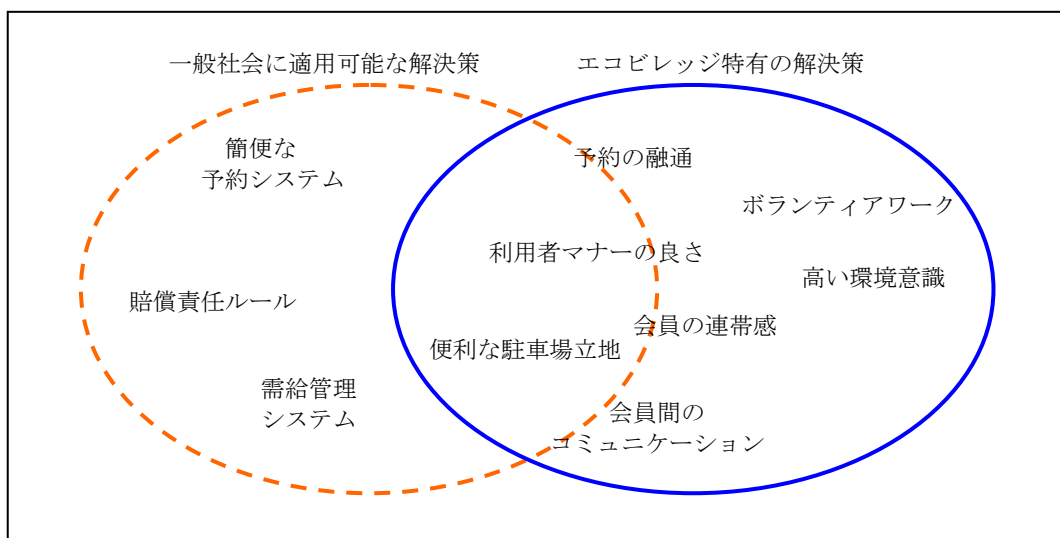 一般社会に適用可能な解決策
エコビレッジ特有の解決策
簡便な
予約システム
予約の融通
ボランティアワーク
利用者マナーの良さ
高い環境意識
賠償責任ルール
会員の連帯感
便利な駐車場立地
需給管理
システム
会員間の
コミュニケーション